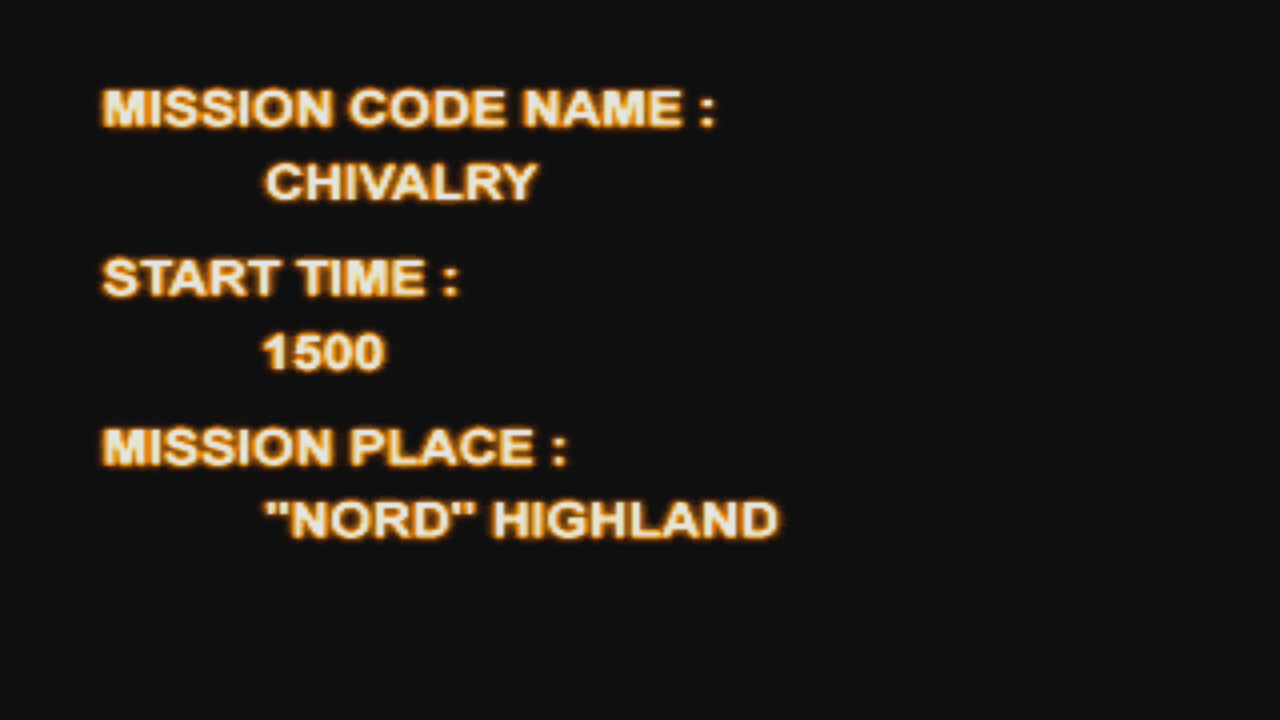 MISSION CODE NAME :
CHIVALRY
START TIME :
1500
MISSION PLACE :
"NORD" HIGHLAND